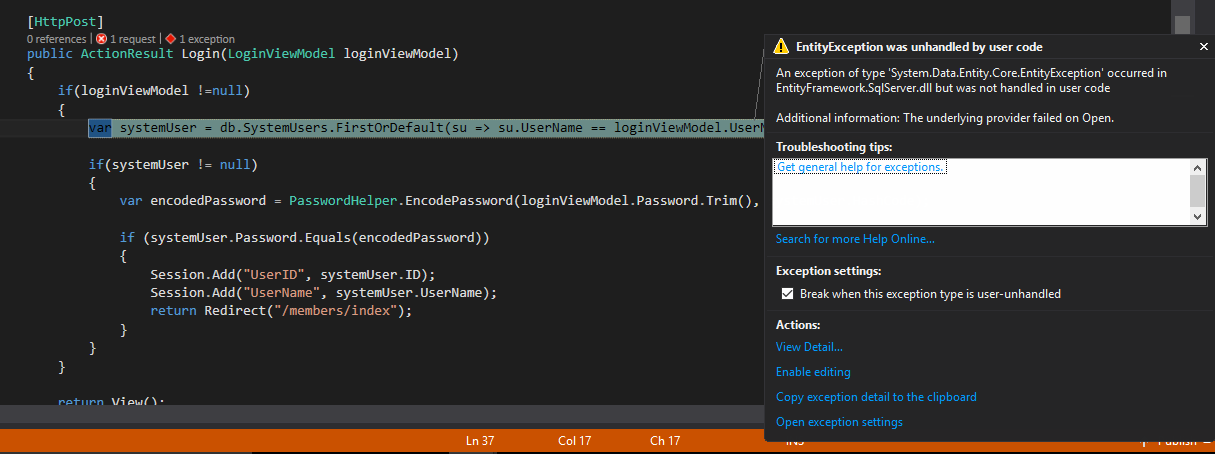 [HttpPost]
0 references | 1 request | 1 exception
public ActionResult Login(LoginViewModel loginViewModel)
{
if(loginViewModel !=null)
{
var systemUser = db.SystemUsers.FirstOrDefault(su => su.UserName == loginViewModel.UserN
if(systemUser != null)
{
var encodedPassword = PasswordHelper.EncodePassword(loginViewModel.Password.Trim(),
if (systemUser.Password.Equals(encodedPassword))
{
Session.Add("UserID", systemUser.ID);
Session.Add("UserName", systemUser.UserName);
return Redirect("/members/index");
}
}
}
return View();
EntityException was unhandled by user code
An exception of type 'System.Data.Entity.Core.EntityException' occurred in
EntityFramework.SqlServer.dll but was not handled in user code
Additional information: The underlying provider failed on Open.
Troubleshooting tips:
Get general help for exceptions.
Search for more Help Online...
Exception settings:
Break when this exception type is user-unhandled
Actions:
View Detail...
Enable editing
Copy exception detail to the clipboard
Open exception settings
Ln 37 Col 17 Ch 17 INS Publish